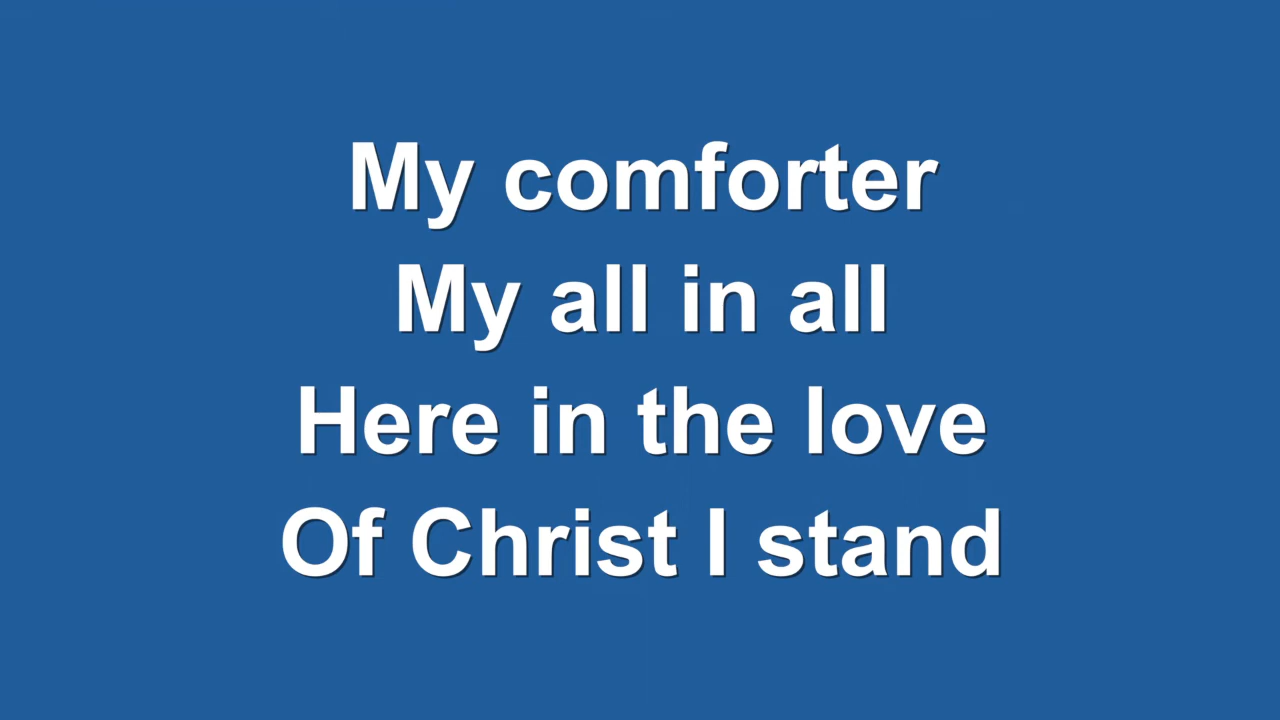 My comforter
My all in all
Here in the love
Of Christ I stand